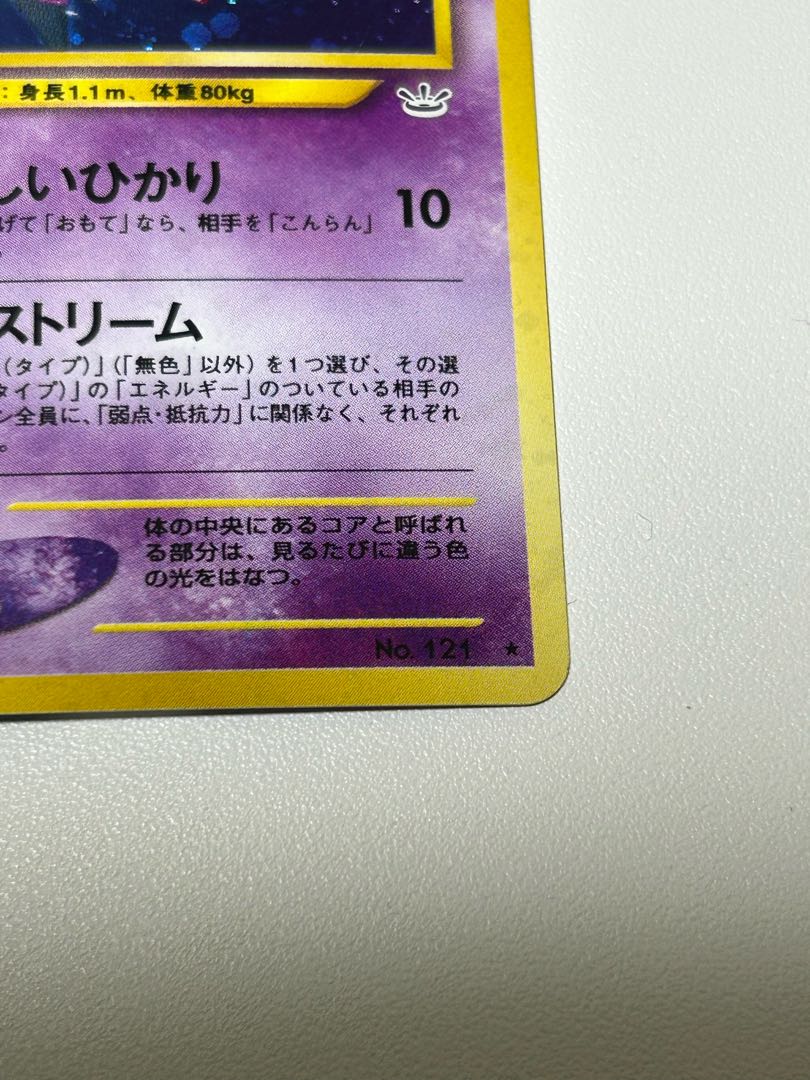 ：身長1.1m、体重80kg
しいひかり
10
げて「おもて」なら、相手を「こんらん」
ストリーム
(タイプ)」(「無色」以外)を1つ選び、その選
タイプ)」の「エネルギー」のついている相手の
ン全員に、「弱点・抵抗力」に関係なく、それぞれ
。
体の中央にあるコアと呼ばれ
る部分は、見るたびに違う色
の光をはなつ。
No. 121 ★